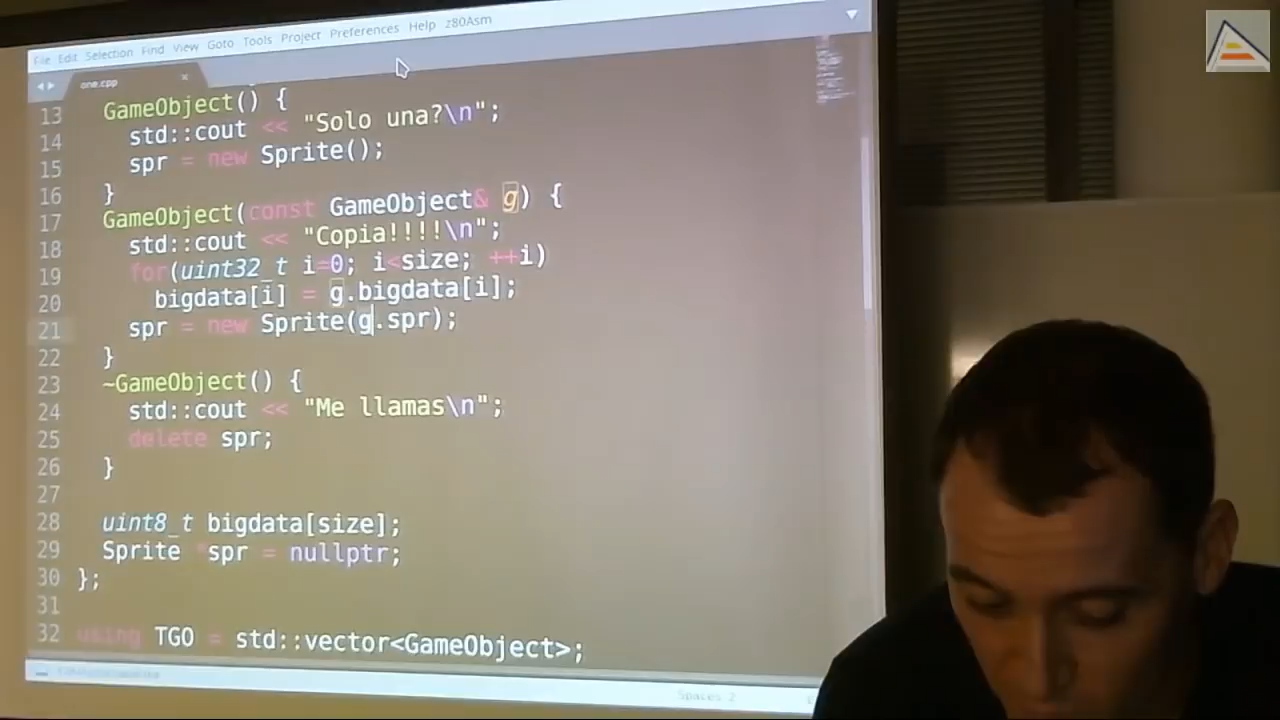 File Edit Selection Find View Goto Tools Project Preferences Help z80Asm
one.cpp
13 GameObject() {
14 std::cout << "Solo una?\n";
15 spr = new Sprite();
16 }
17 GameObject(const GameObject& g) {
18 std::cout << "Copia!!!!\n";
19 for(uint32_t i=0; i<size; ++i)
20 bigdata[i] = g.bigdata[i];
21 spr = new Sprite(g.spr);
22 }
23 ~GameObject() {
24 std::cout << "Me llamas\n";
25 delete spr;
26 }
27
28 uint8_t bigdata[size];
29 Sprite *spr = nullptr;
30 };
31
32 using TGO = std::vector<GameObject>;
Spaces 2